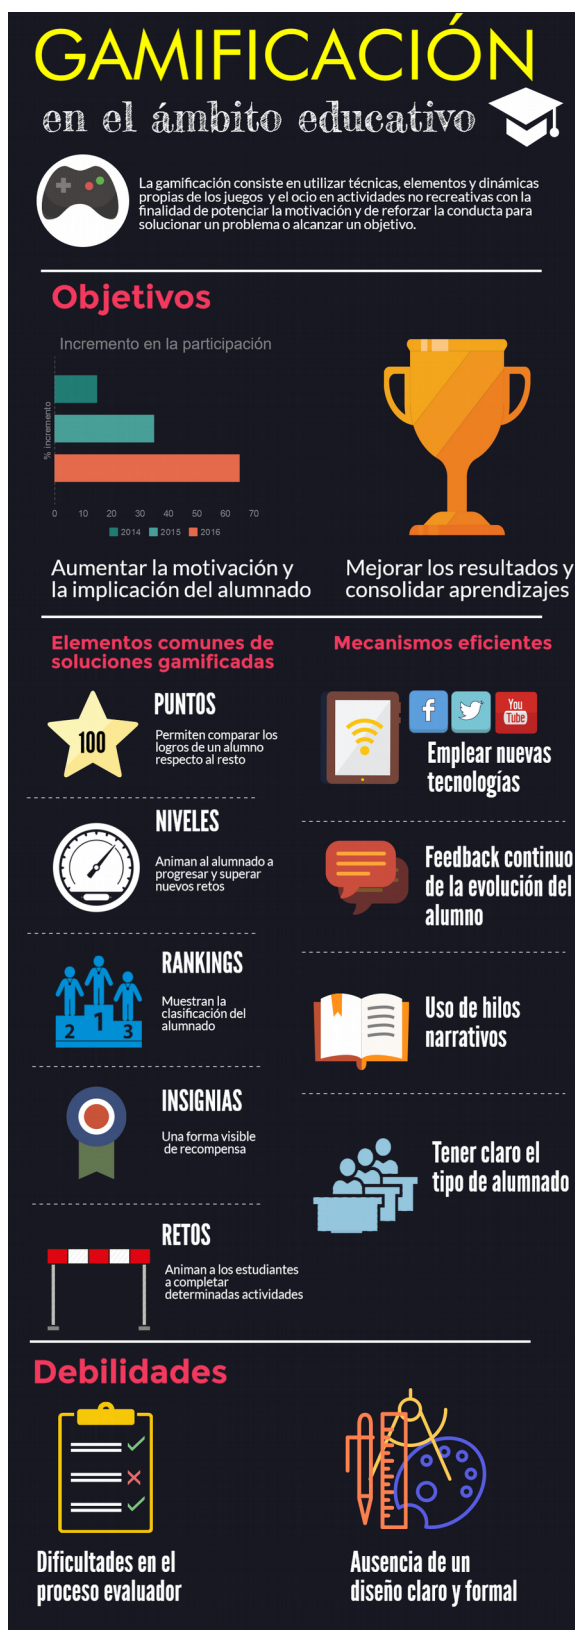 GAMIFICACIÓN
en el ámbito educativo
La gamificación consiste en utilizar técnicas, elementos y dinámicas
propias de los juegos y el ocio en actividades no recreativas con la
finalidad de potenciar la motivación y de reforzar la conducta para
solucionar un problema o alcanzar un objetivo.
Objetivos
Incremento en la participación
% incremento
0 10 20 30 40 50 60 70
2014 2015 2016
Aumentar la motivación y
la implicación del alumnado
Mejorar los resultados y
consolidar aprendizajes
Elementos comunes de
soluciones gamificadas
100
PUNTOS
Permiten comparar los
logros de un alumno
respecto al resto
NIVELES
Animan al alumnado a
progresar y superar
nuevos retos
RANKINGS
2 1 3
Muestran la
clasificación del
alumnado
INSIGNIAS
Una forma visible
de recompensa
RETOS
Animan a los estudiantes
a completar
determinadas actividades
Mecanismos eficientes
f
You
Tube
Emplear nuevas
tecnologías
Feedback continuo
de la evolución del
alumno
Uso de hilos
narrativos
Tener claro el
tipo de alumnado
Debilidades
Dificultades en el
proceso evaluador
Ausencia de un
diseño claro y formal